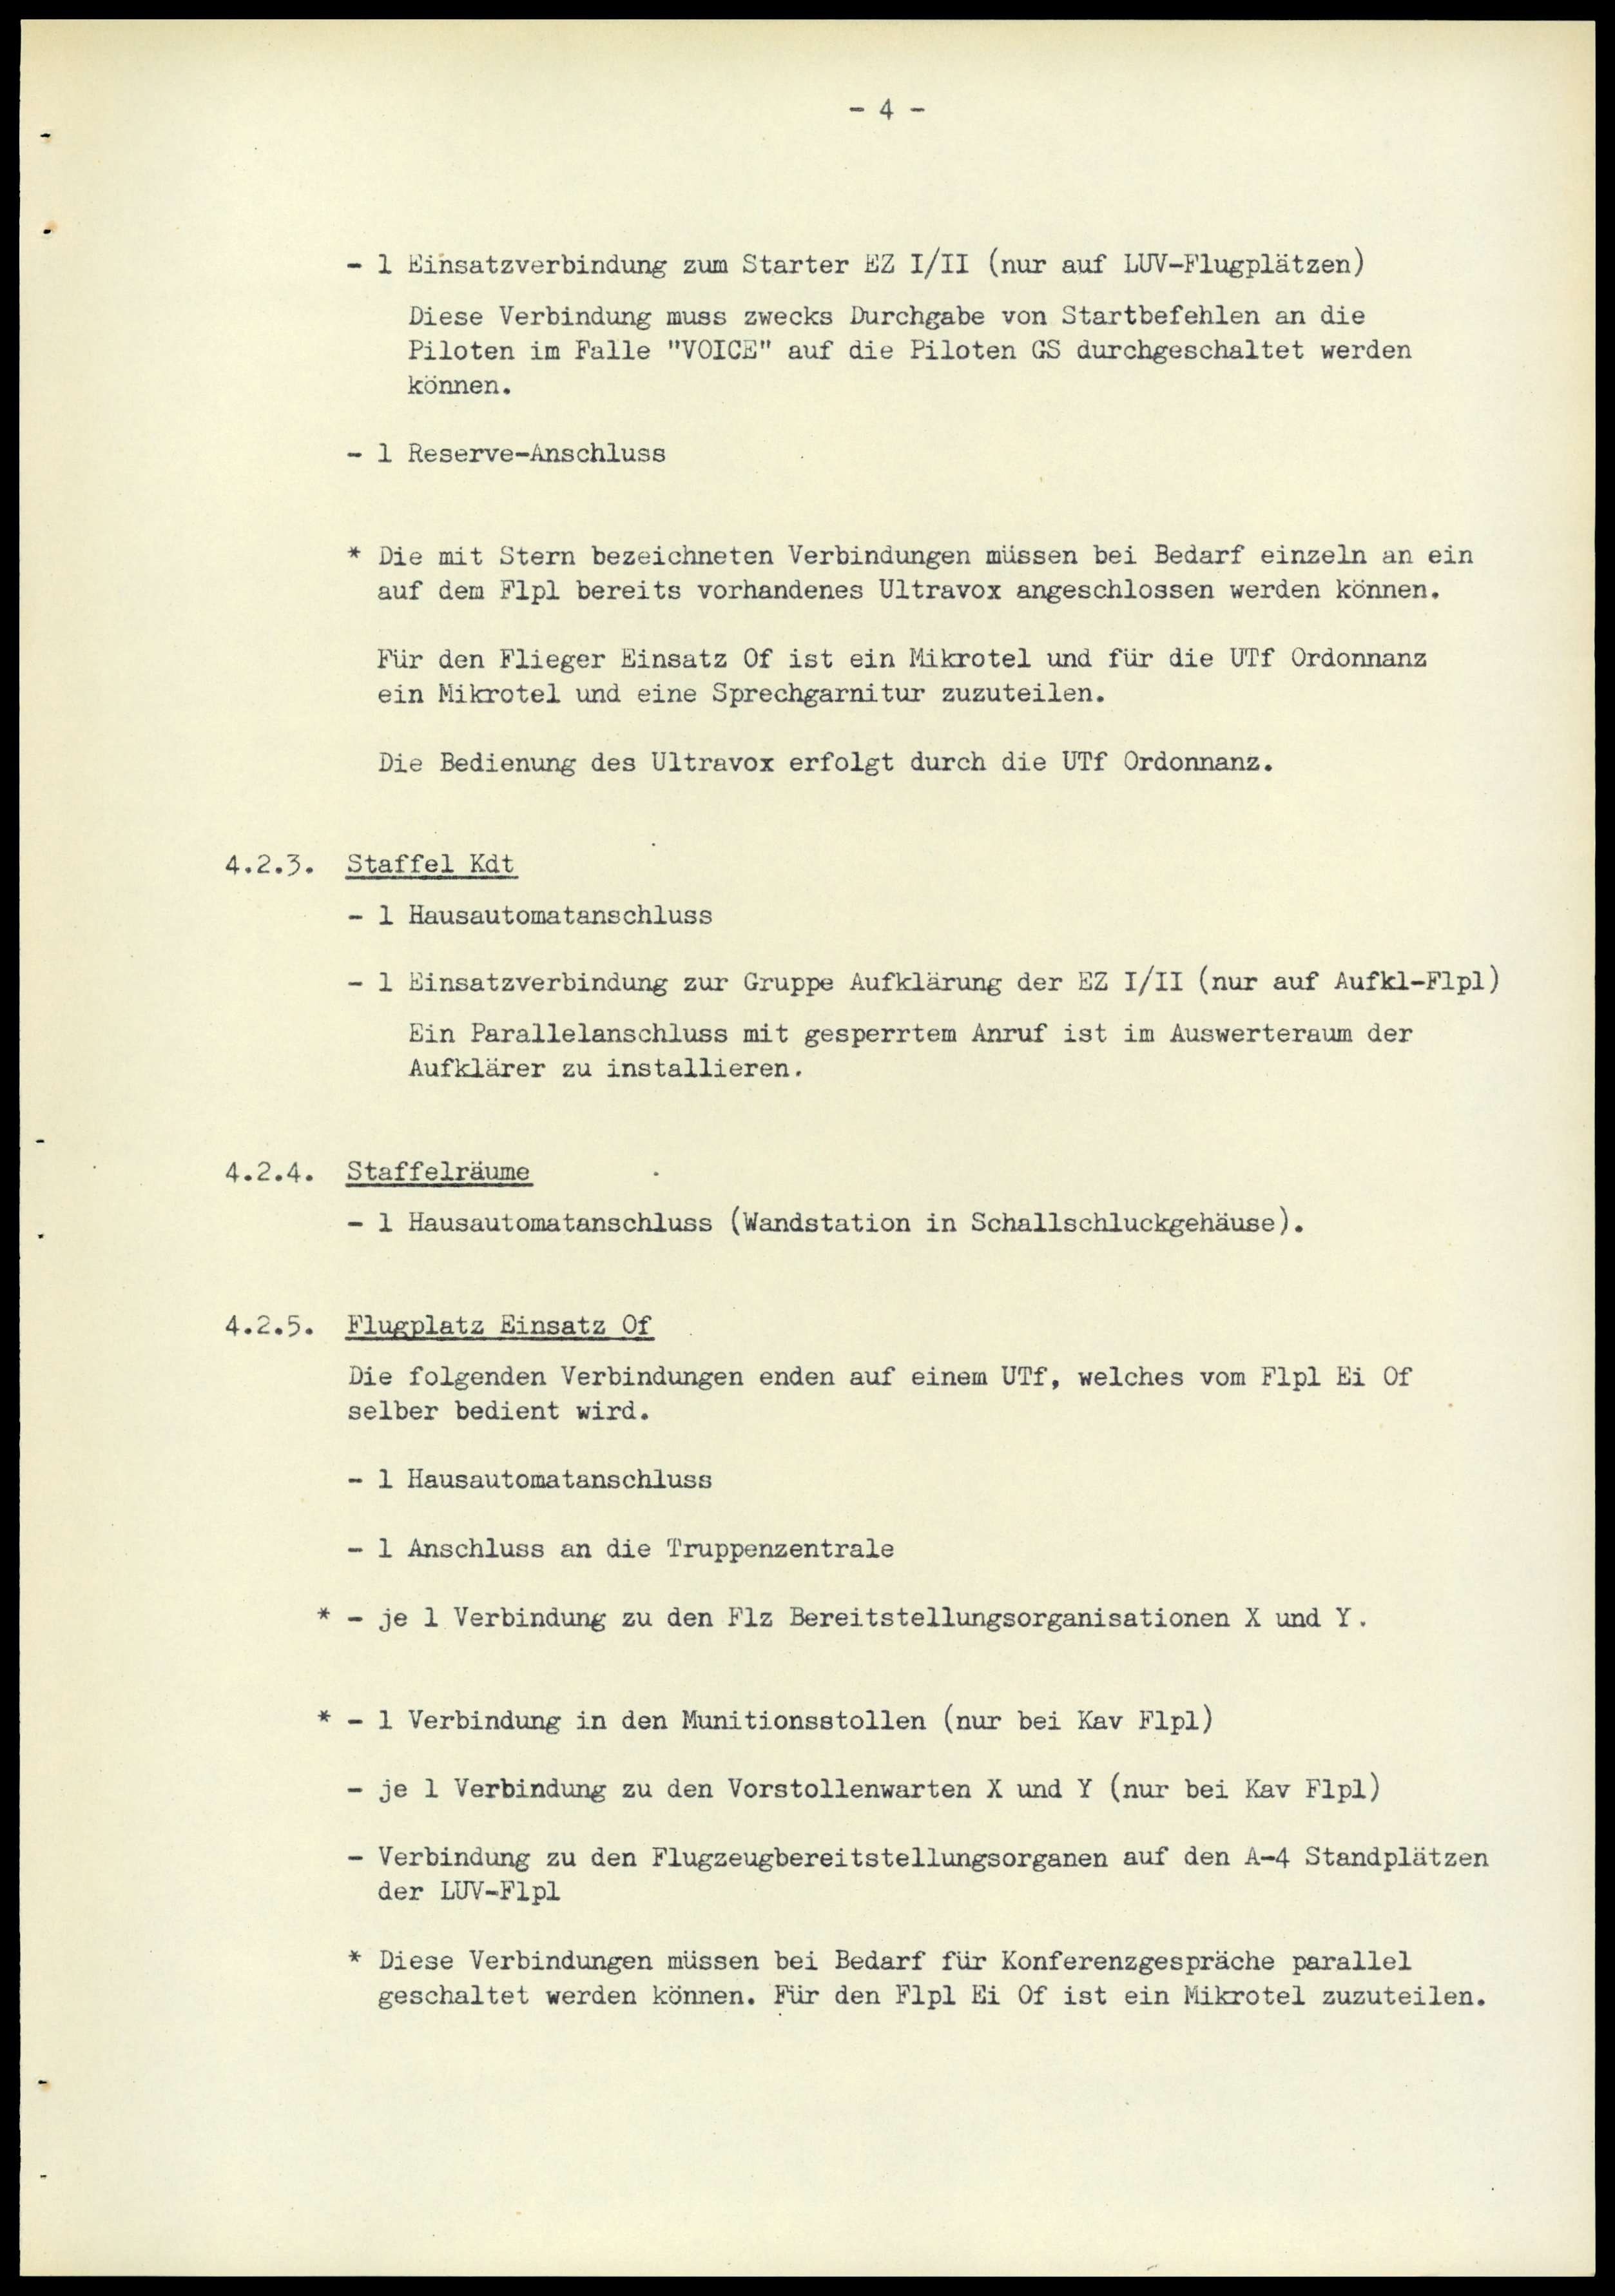 - 4 -
- 1 Einsatzverbindung zum Starter EZ I/II (nur auf LUV-Flugplätzen)
Diese Verbindung muss zwecks Durchgabe von Startbefehlen an die
Piloten im Falle "VOICE" auf die Piloten GS durchgeschaltet werden
können.
- 1 Reserve-Anschluss
* Die mit Stern bezeichneten Verbindungen müssen bei Bedarf einzeln an ein
auf dem Flpl bereits vorhandenes Ultravox angeschlossen werden können.
Für den Flieger Einsatz Of ist ein Mikrotel und für die UTf Ordonnanz
ein Mikrotel und eine Sprechgarnitur zuzuteilen.
Die Bedienung des Ultravox erfolgt durch die UTf Ordonnanz.
4.2.3. Staffel Kdt
- 1 Hausautomatanschluss
- 1 Einsatzverbindung zur Gruppe Aufklärung der EZ I/II (nur auf Aufkl-Flpl)
Ein Parallelanschluss mit gesperrtem Anruf ist im Auswerteraum der
Aufklärer zu installieren.
4.2.4. Staffelräume
- 1 Hausautomatanschluss (Wandstation in Schallschluckgehäuse).
4.2.5. Flugplatz Einsatz Of
Die folgenden Verbindungen enden auf einem UTf, welches vom Flpl Ei Of
selber bedient wird.
- 1 Hausautomatanschluss
- 1 Anschluss an die Truppenzentrale
* - je 1 Verbindung zu den Flz Bereitstellungsorganisationen X und Y.
* - 1 Verbindung in den Munitionsstollen (nur bei Kav Flpl)
- je 1 Verbindung zu den Vorstollenwarten X und Y (nur bei Kav Flpl)
- Verbindung zu den Flugzeugbereitstellungsorganen auf den A-4 Standplätzen
der LUV-Flpl
* Diese Verbindungen müssen bei Bedarf für Konferenzgespräche parallel
geschaltet werden können. Für den Flpl Ei Of ist ein Mikrotel zuzuteilen.